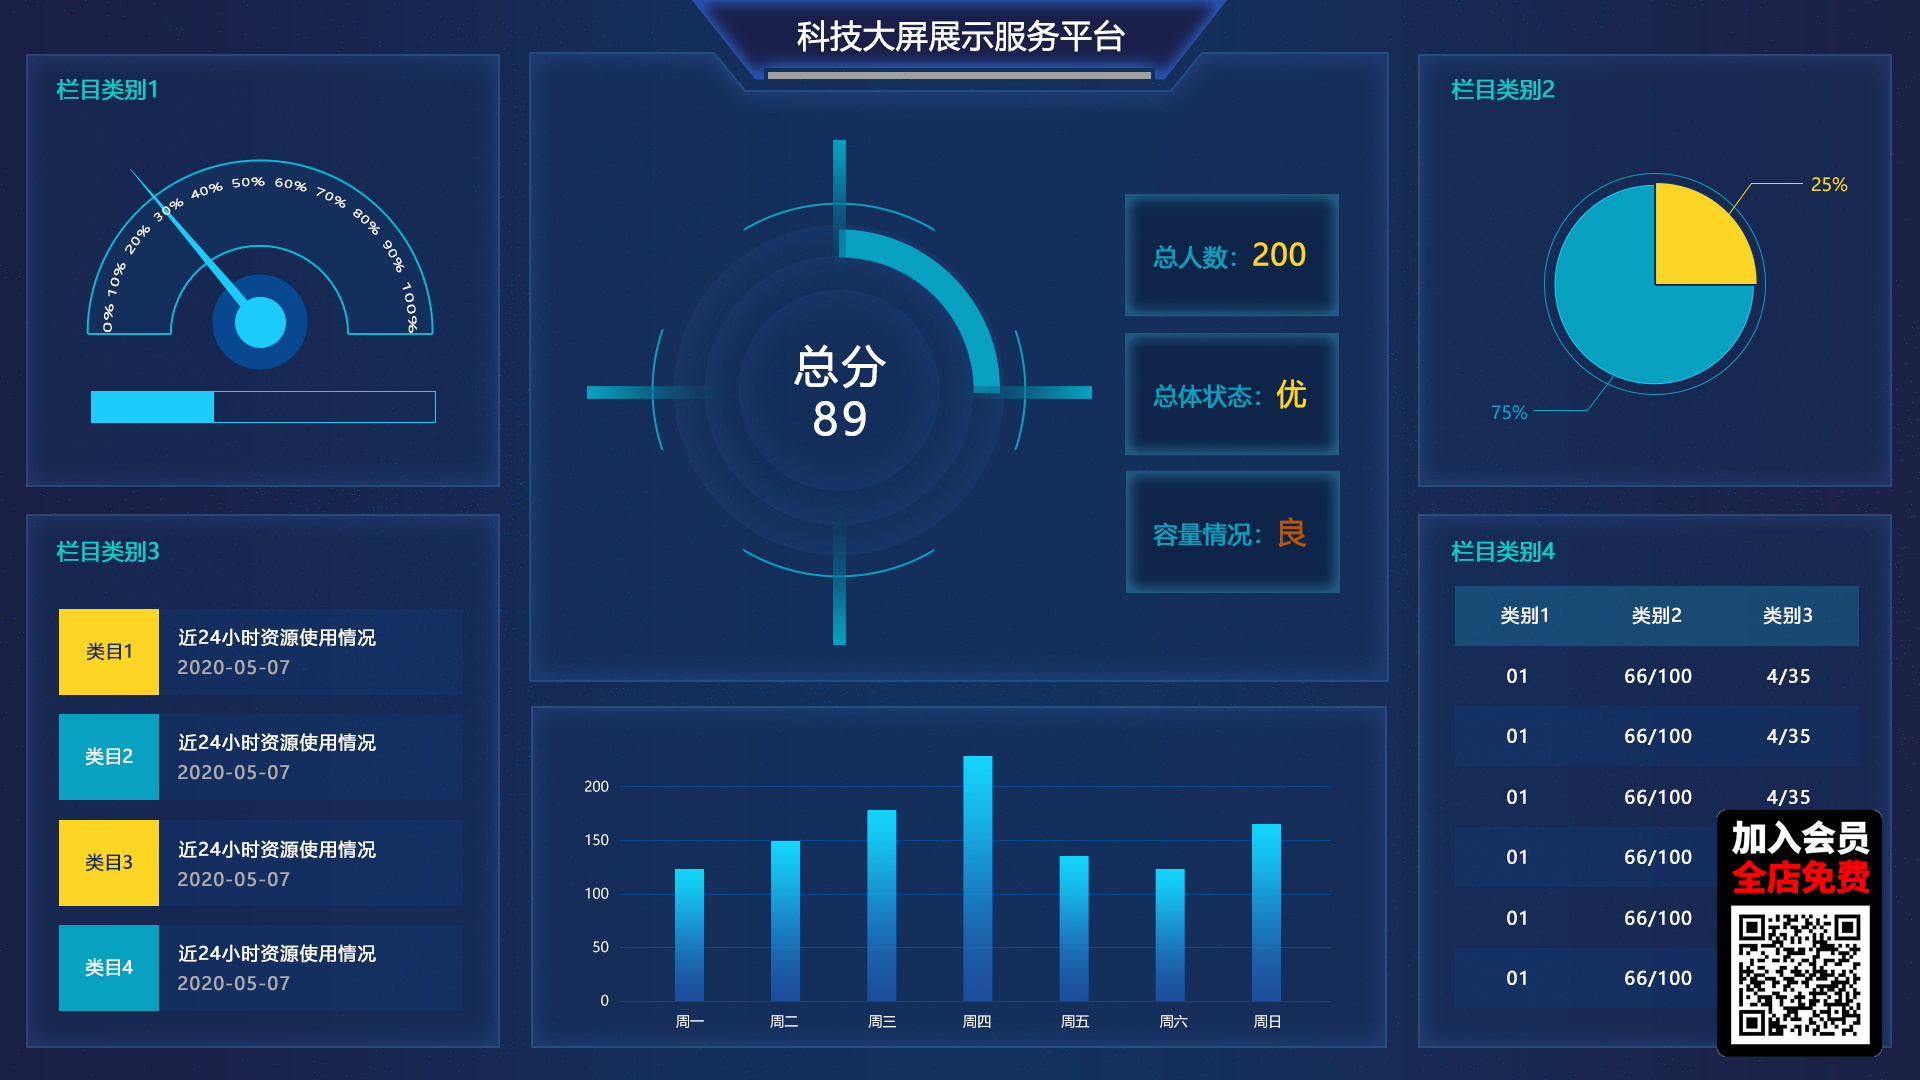 科技大屏展示服务平台
栏目类别1
0%
10%
20%
30%
40%
50%
60%
70%
80%
90%
100%
总分
89
总人数：200
总体状态：优
容量情况：良
栏目类别2
25%
75%
栏目类别3
类目1
近24小时资源使用情况
2020-05-07
类目2
近24小时资源使用情况
2020-05-07
类目3
近24小时资源使用情况
2020-05-07
类目4
近24小时资源使用情况
2020-05-07
200
150
100
50
0
周一 周二 周三 周四 周五 周六 周日
栏目类别4
类别1 类别2 类别3
01 66/100 4/35
01 66/100 4/35
01 66/100 4/35
01 66/100
01 66/100
01 66/100
加入会员
全店免费